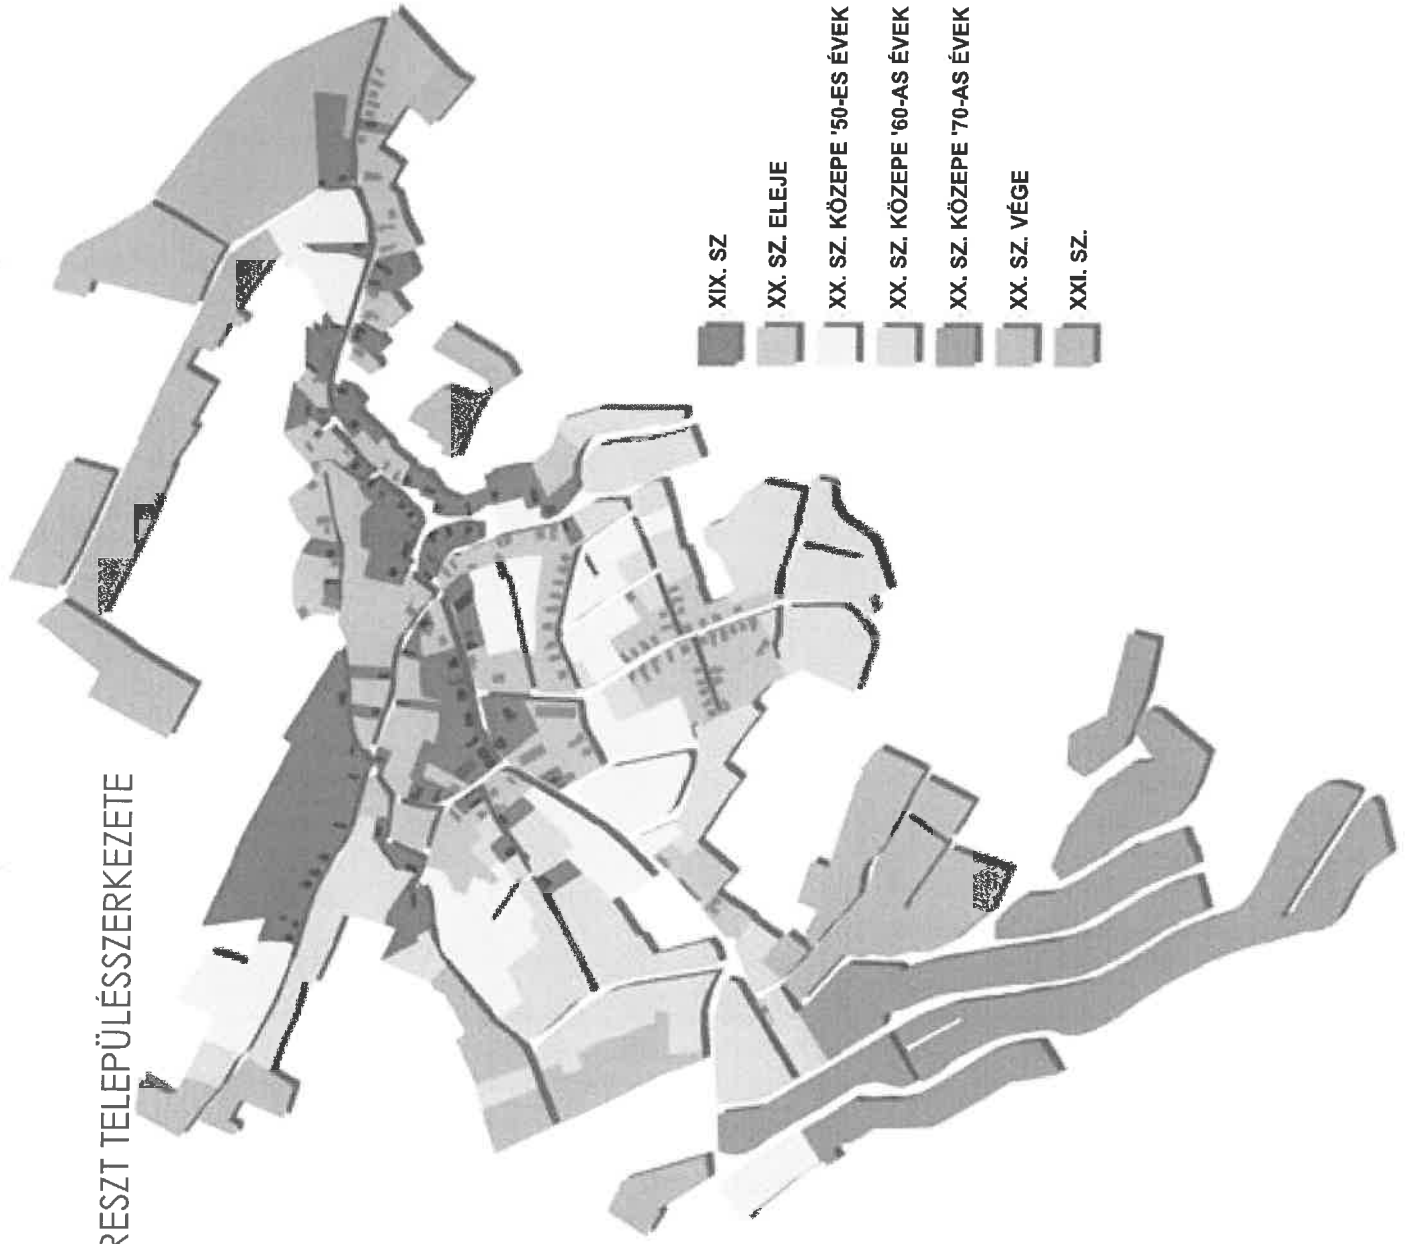 RESZT TELEPÜLÉSSZERKEZETE
XIX. SZ
XX. SZ. ELEJE
XX. SZ. KÖZEPE '50-ES ÉVEK
XX. SZ. KÖZEPE '60-AS ÉVEK
XX. SZ. KÖZEPE '70-AS ÉVEK
XX. SZ. VÉGE
XXI. SZ.